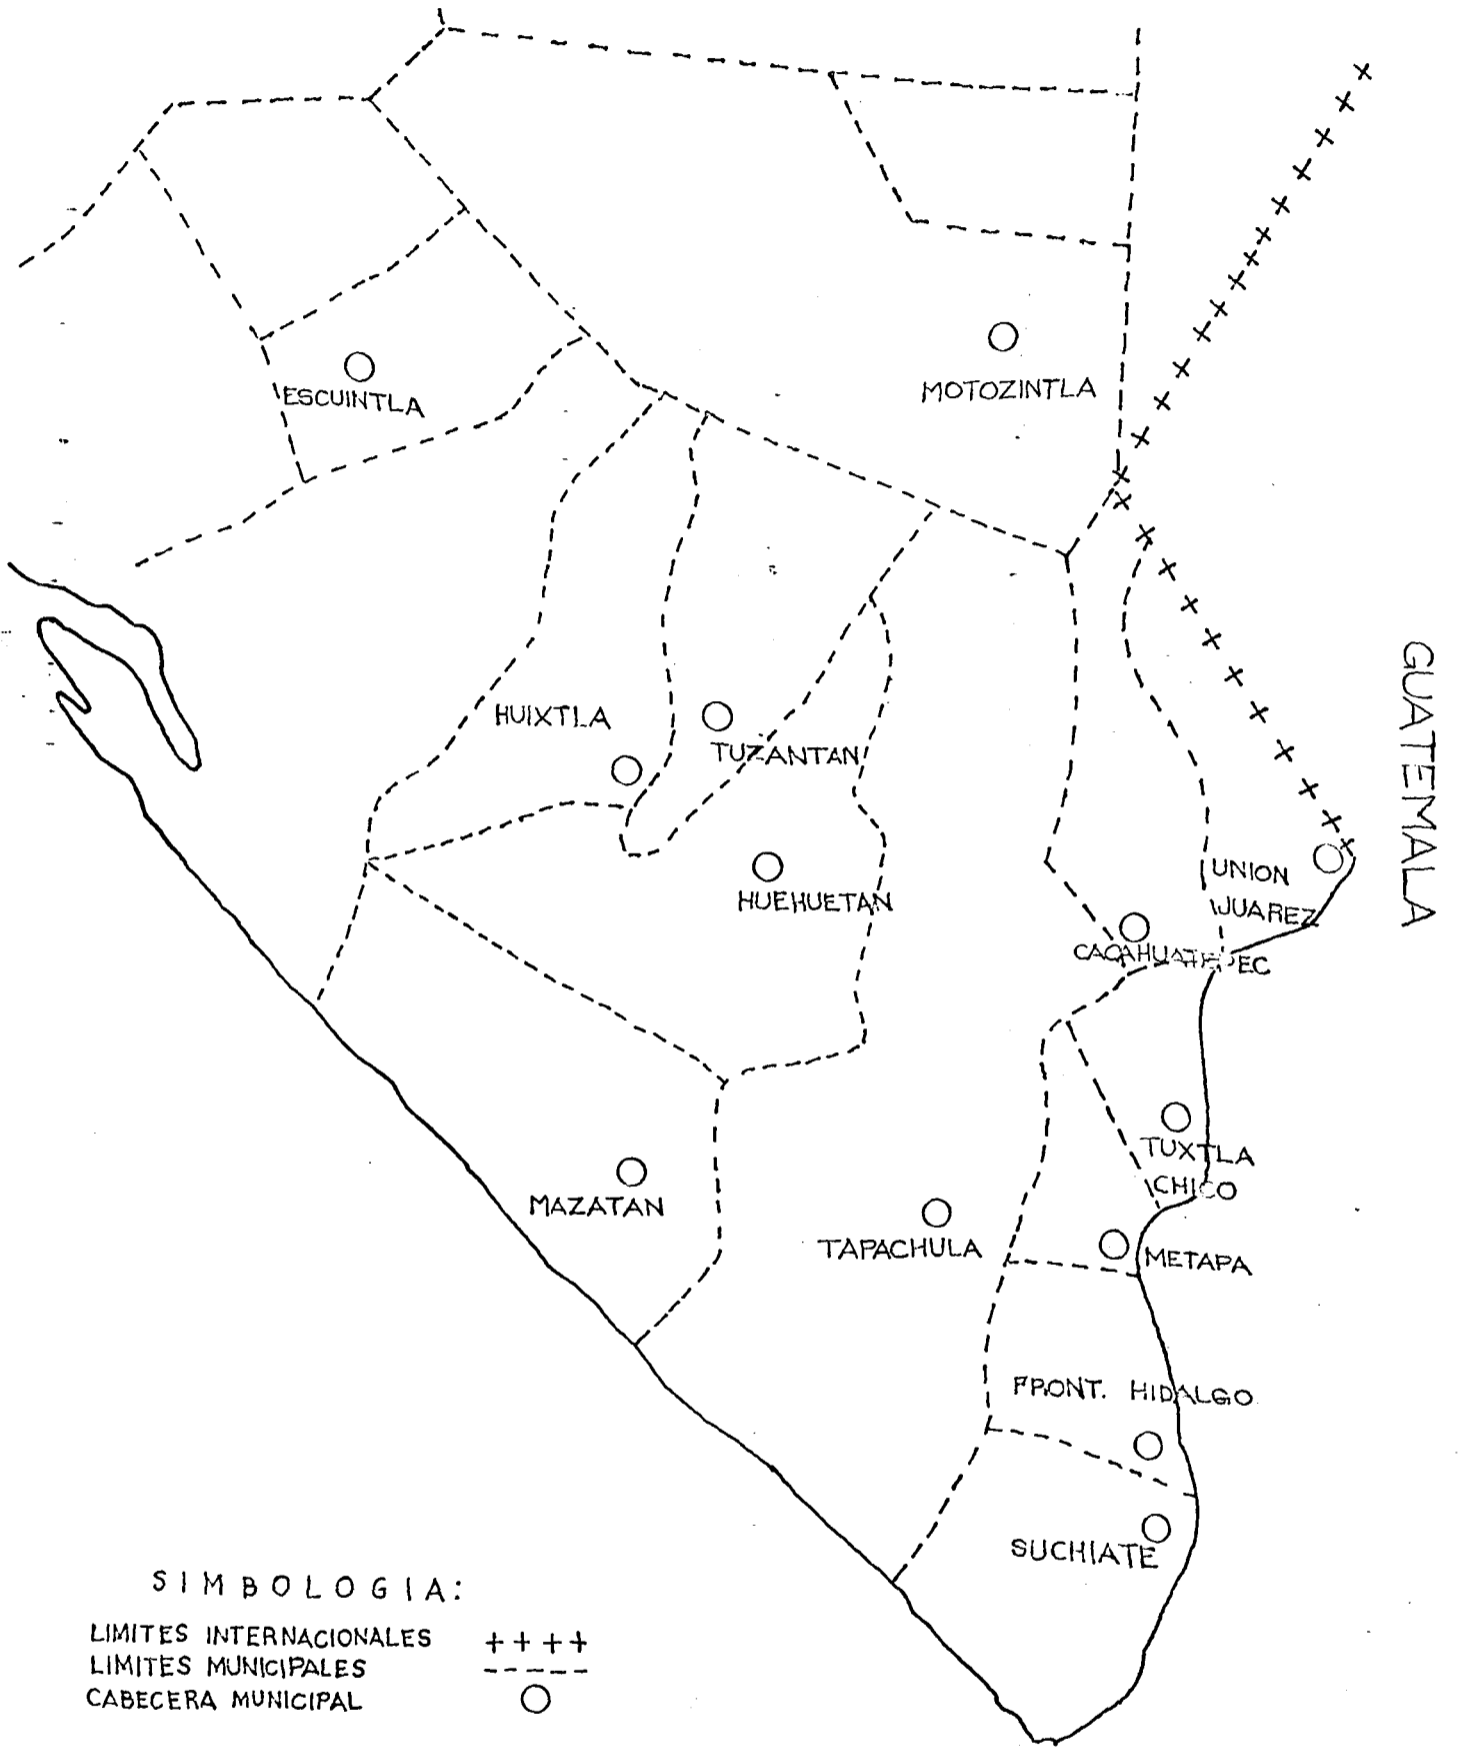 MOTOZINTLA
ESCUINTLA
GUATEMALA
HUIXTLA
TUZANTAN
HUEHUETAN
UNION
JUAREZ
CACAHUATEPEC
TUXTLA
CHICO
MAZATAN
TAPACHULA
METAPA
FRONT. HIDALGO
SUCHIATE
SIMBOLOGIA:
LIMITES INTERNACIONALES ++++
LIMITES MUNICIPALES -----
CABECERA MUNICIPAL